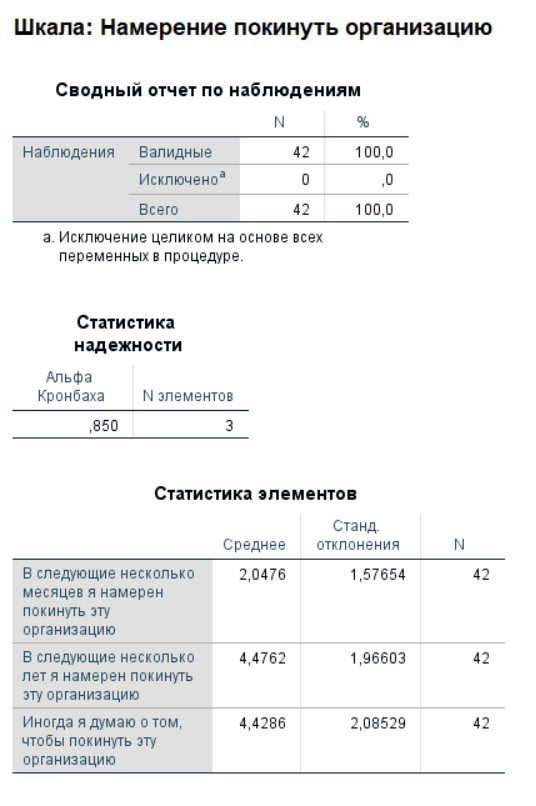 Шкала: Намерение покинуть организацию
Сводный отчет по наблюдениям
N %
Наблюдения Валидные 42 100,0
Исключено^a 0 ,0
Всего 42 100,0
a. Исключение целиком на основе всех
переменных в процедуре.
Статистика
надежности
Альфа
Кронбаха N элементов
,850 3
Статистика элементов
Станд.
Среднее отклонения N
В следующие несколько 2,0476 1,57654 42
месяцев я намерен
покинуть эту
организацию
В следующие несколько 4,4762 1,96603 42
лет я намерен покинуть
эту организацию
Иногда я думаю о том, 4,4286 2,08529 42
чтобы покинуть эту
организацию